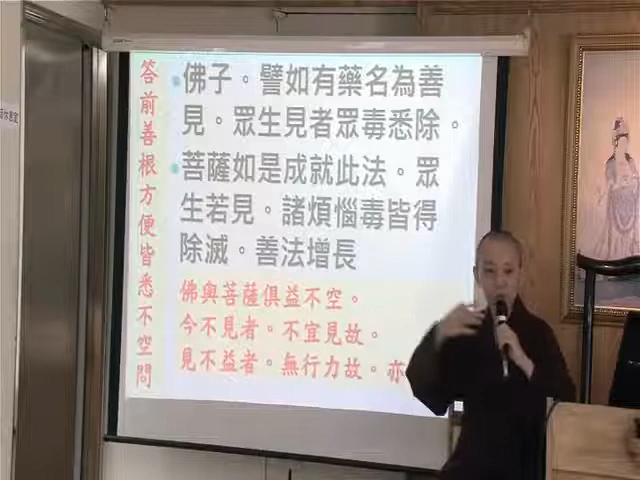 答前善根方便皆悉不空問
佛子。譬如有藥名為善
見。眾生見者眾毒悉除。
菩薩如是成就此法。眾
生若見。諸煩惱毒皆得
除滅。善法增長
佛與菩薩俱益不空。
今不見者。不宜見故。
見不益者。無行力故。亦